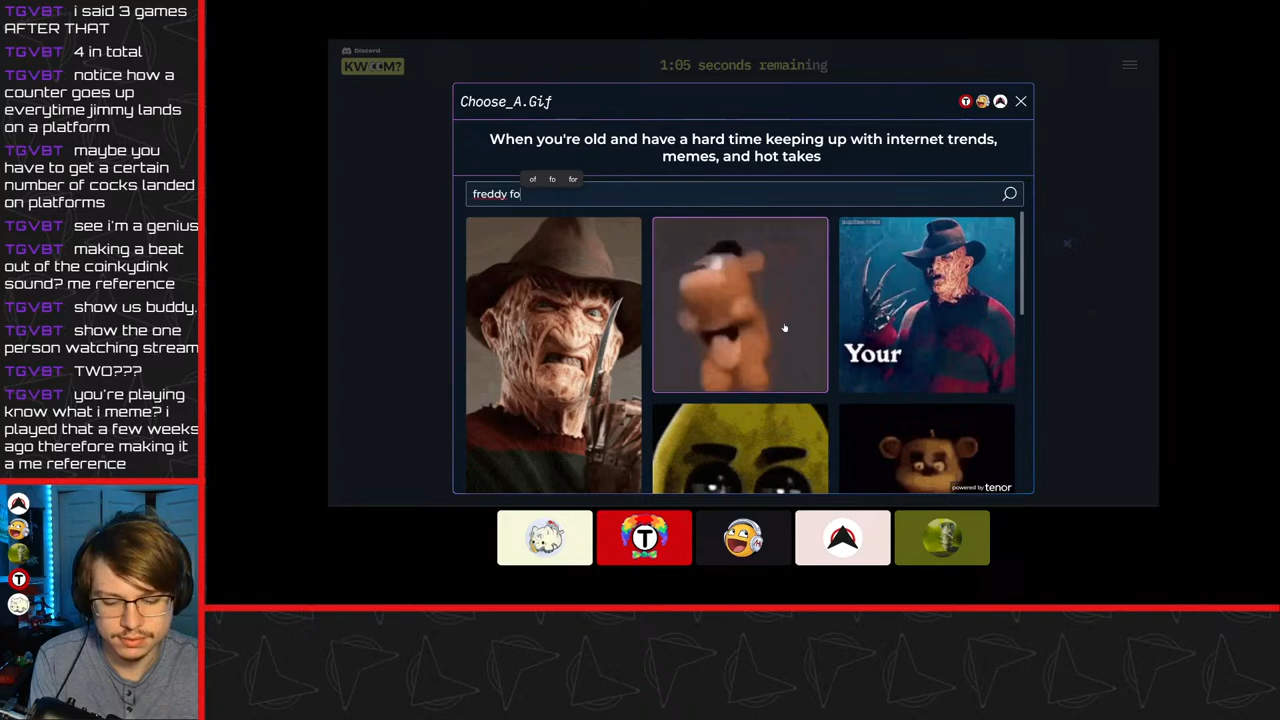 TGVBT i said 3 games
AFTER THAT
TGVBT 4 in total
TGVBT notice how a
counter goes up
everytime jimmy lands
on a platform
TGVBT maybe you
have to get a certain
number of cocks landed
on platforms
TGVBT see i'm a genius
TGVBT making a beat
out of the coinkydink
sound? me reference
TGVBT show us buddy.
TGVBT show the one
person watching stream
TGVBT TWO???
TGVBT you're playing
know what i meme? i
played that a few weeks
ago therefore making it
a me reference
Discord
KWOOM?
1:05 seconds remaining
Choose_A.Gif
T
When you're old and have a hard time keeping up with internet trends,
memes, and hot takes
of fo for
freddy fo
Your
powered by tenor
T
T